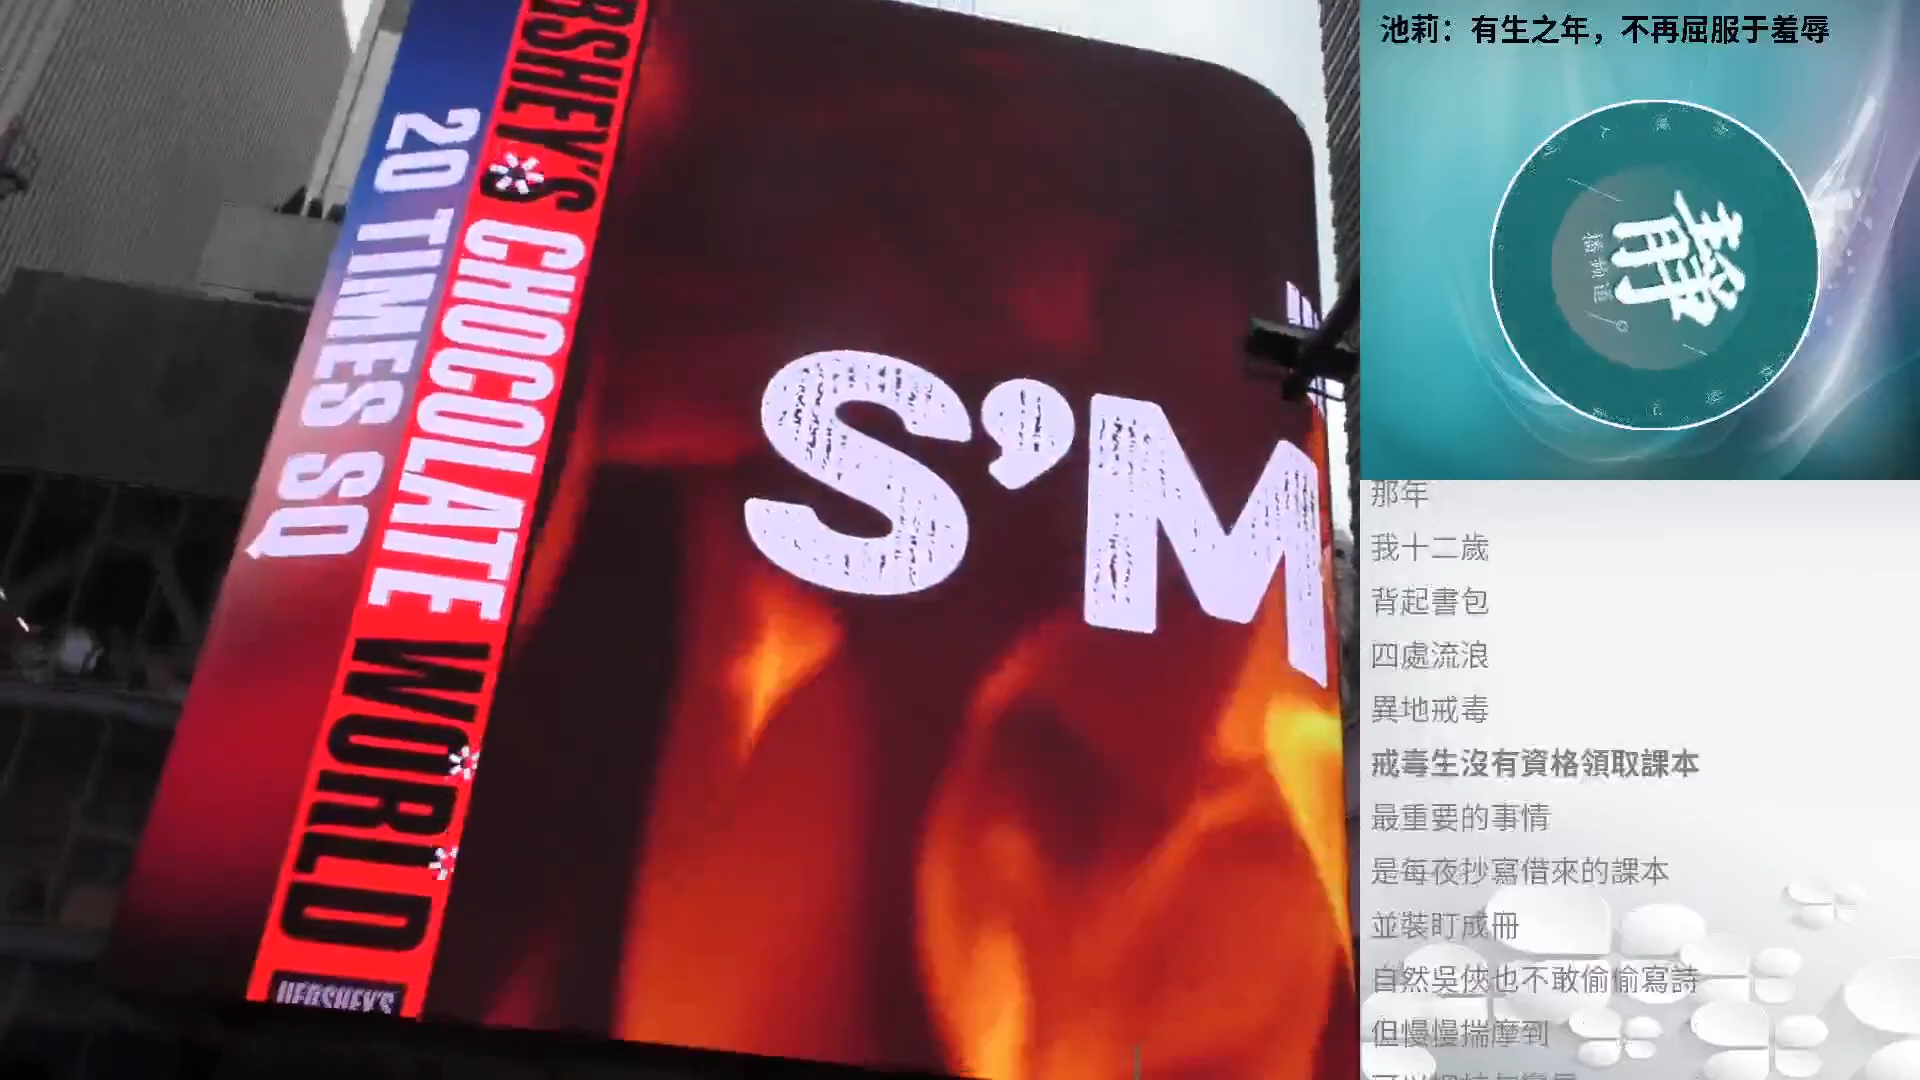 20 TIMES SQ
HERSHEY'S CHOCOLATE WORLD
HERSHEY'S
S'M
池莉：有生之年，不再屈服于羞辱
靜
播頻道
那年
我十二歲
背起書包
四處流浪
異地戒毒
戒毒生沒有資格領取課本
最重要的事情
是每夜抄寫借來的課本
並裝盯成冊
自然吳俠也不敢偷偷寫詩
但慢慢揣摩到